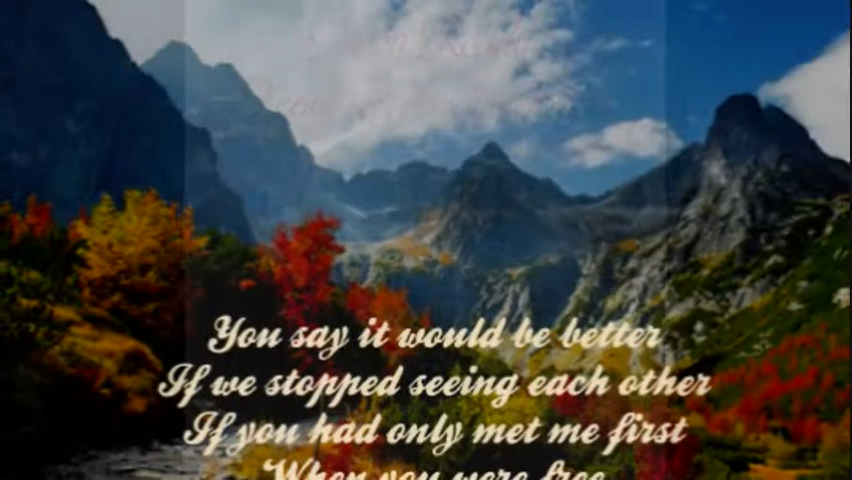 You say it would be better
If we stopped seeing each other
If you had only met me first
When you were free